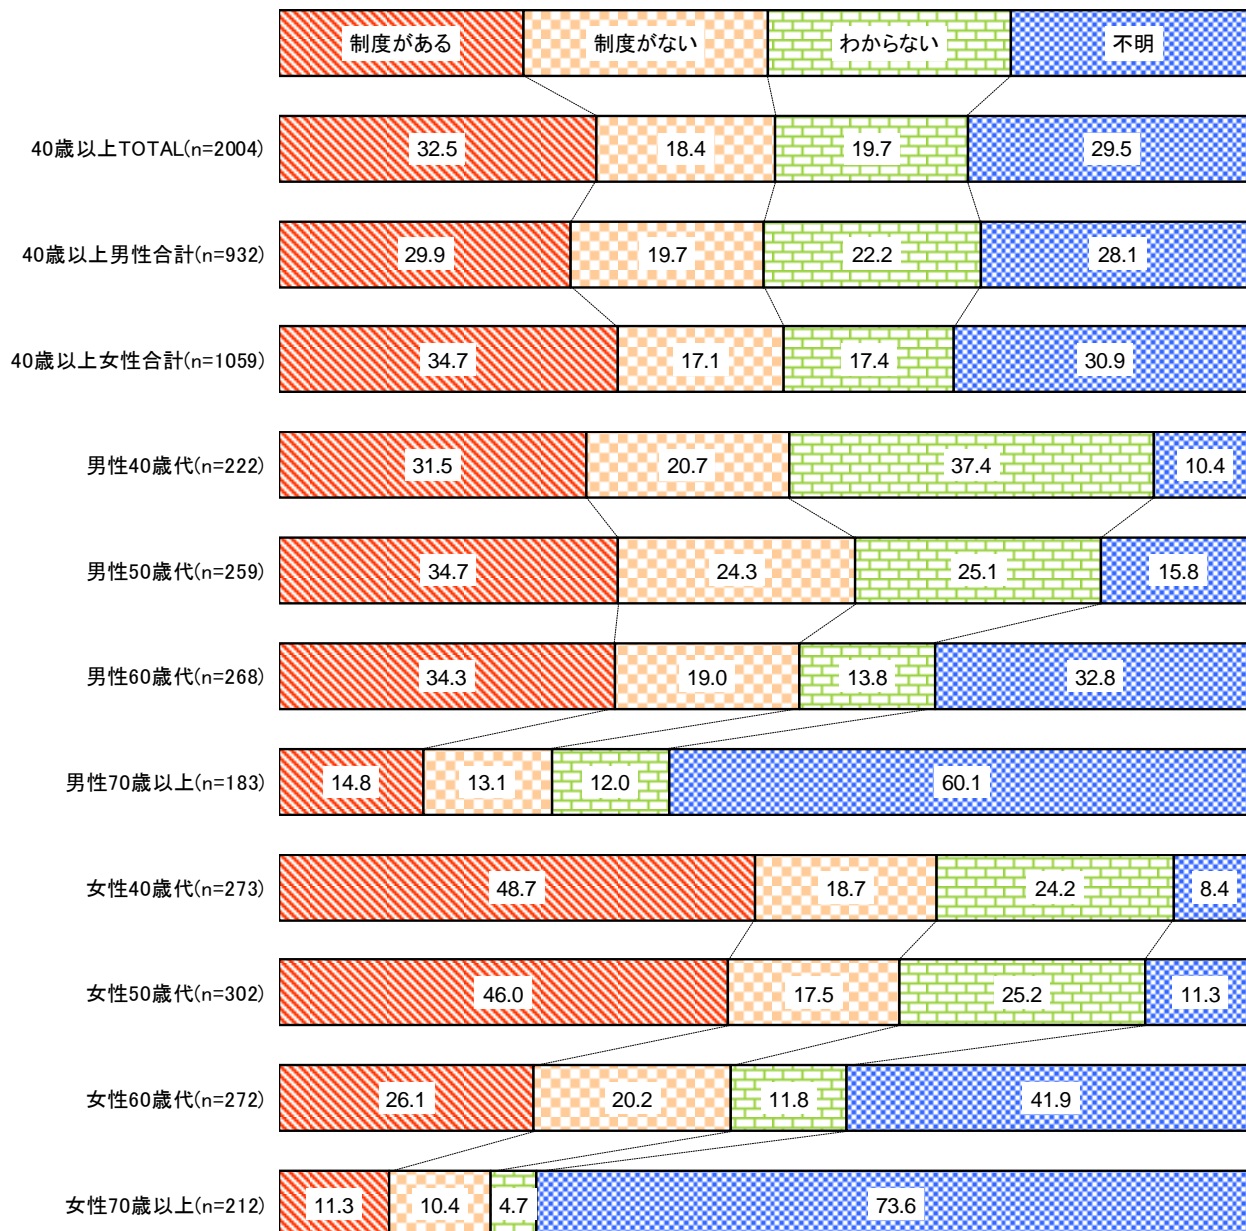 制度がある 制度がない わからない 不明
40歳以上TOTAL(n=2004) 32.5 18.4 19.7 29.5
40歳以上男性合計(n=932) 29.9 19.7 22.2 28.1
40歳以上女性合計(n=1059) 34.7 17.1 17.4 30.9
男性40歳代(n=222) 31.5 20.7 37.4 10.4
男性50歳代(n=259) 34.7 24.3 25.1 15.8
男性60歳代(n=268) 34.3 19.0 13.8 32.8
男性70歳以上(n=183) 14.8 13.1 12.0 60.1
女性40歳代(n=273) 48.7 18.7 24.2 8.4
女性50歳代(n=302) 46.0 17.5 25.2 11.3
女性60歳代(n=272) 26.1 20.2 11.8 41.9
女性70歳以上(n=212) 11.3 10.4 4.7 73.6